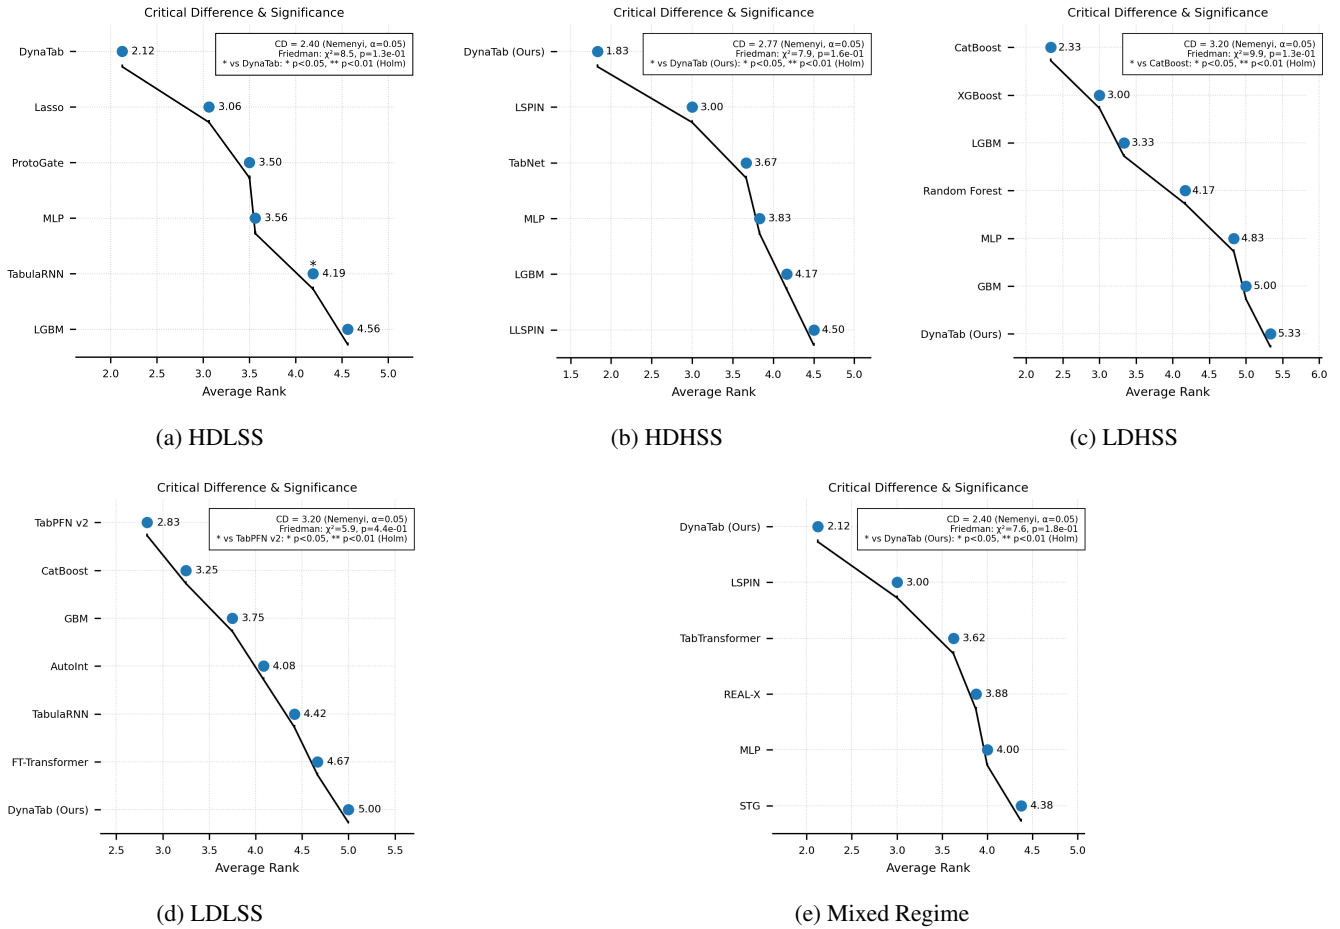 Critical Difference & Significance
CD = 2.40 (Nemenyi, α=0.05)
Friedman: χ²=8.5, p=1.3e-01
* vs DynaTab: * p<0.05, ** p<0.01 (Holm)
DynaTab
2.12
Lasso
3.06
ProtoGate
3.50
MLP
3.56
TabulaRNN
*
4.19
LGBM
4.56
2.0 2.5 3.0 3.5 4.0 4.5 5.0
Average Rank
(a) HDLSS
Critical Difference & Significance
CD = 2.77 (Nemenyi, α=0.05)
Friedman: χ²=7.9, p=1.6e-01
* vs DynaTab (Ours): * p<0.05, ** p<0.01 (Holm)
DynaTab (Ours)
1.83
LSPIN
3.00
TabNet
3.67
MLP
3.83
LGBM
4.17
LLSPIN
4.50
1.5 2.0 2.5 3.0 3.5 4.0 4.5 5.0
Average Rank
(b) HDHSS
Critical Difference & Significance
CD = 3.20 (Nemenyi, α=0.05)
Friedman: χ²=9.9, p=1.3e-01
* vs CatBoost: * p<0.05, ** p<0.01 (Holm)
CatBoost
2.33
XGBoost
3.00
LGBM
3.33
Random Forest
4.17
MLP
4.83
GBM
5.00
DynaTab (Ours)
5.33
2.0 2.5 3.0 3.5 4.0 4.5 5.0 5.5 6.0
Average Rank
(c) LDHSS
Critical Difference & Significance
CD = 3.20 (Nemenyi, α=0.05)
Friedman: χ²=5.9, p=4.4e-01
* vs TabPFN v2: * p<0.05, ** p<0.01 (Holm)
TabPFN v2
2.83
CatBoost
3.25
GBM
3.75
AutoInt
4.08
TabulaRNN
4.42
FT-Transformer
4.67
DynaTab (Ours)
5.00
2.5 3.0 3.5 4.0 4.5 5.0 5.5
Average Rank
(d) LDLSS
Critical Difference & Significance
CD = 2.40 (Nemenyi, α=0.05)
Friedman: χ²=7.6, p=1.8e-01
* vs DynaTab (Ours): * p<0.05, ** p<0.01 (Holm)
DynaTab (Ours)
2.12
LSPIN
3.00
TabTransformer
3.62
REAL-X
3.88
MLP
4.00
STG
4.38
2.0 2.5 3.0 3.5 4.0 4.5 5.0
Average Rank
(e) Mixed Regime